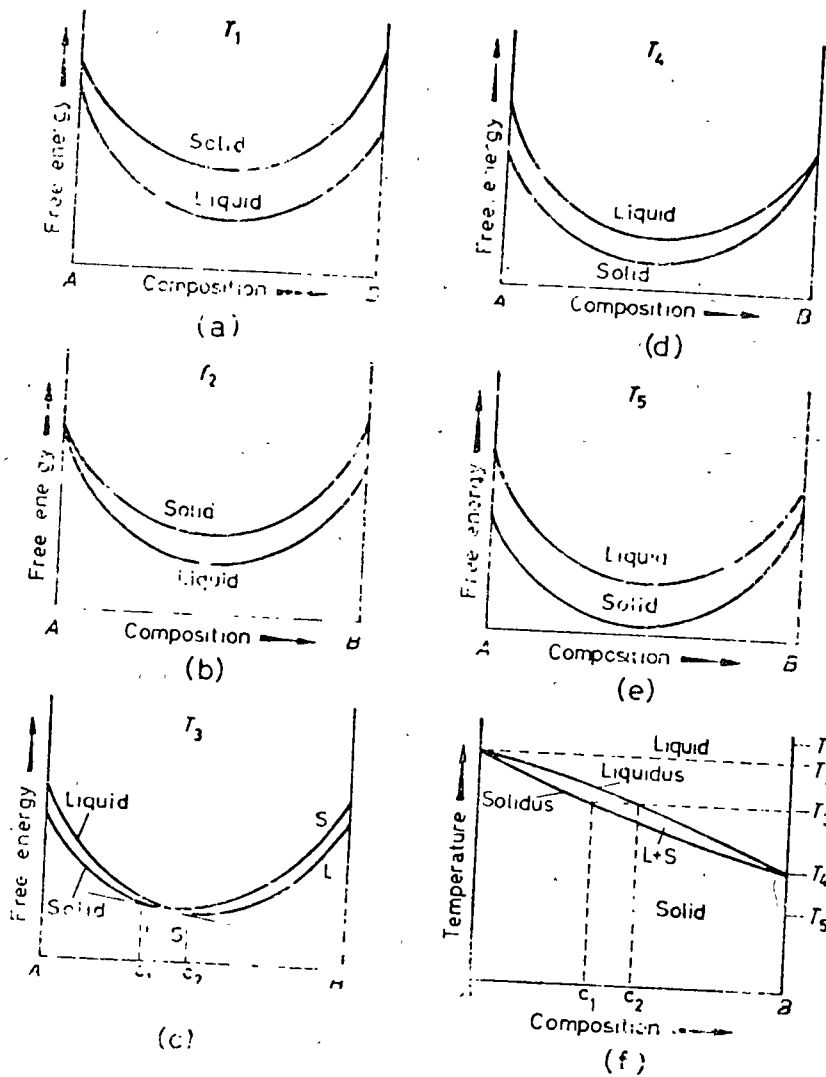 T1
Free energy
Solid
Liquid
A
Composition
(a)
T4
Free energy
Liquid
Solid
A
Composition
B
(d)
T2
Free energy
Solid
Liquid
A
Composition
B
(b)
T5
Free energy
Liquid
Solid
Composition
B
(e)
T3
Free energy
Liquid
Solid
S
L
S
A
c1
c2
(c)
Temperature
Liquid
Liquidus
Solidus
L+S
Solid
T
T
T3
T4
T5
c1
c2
B
Composition
(f)